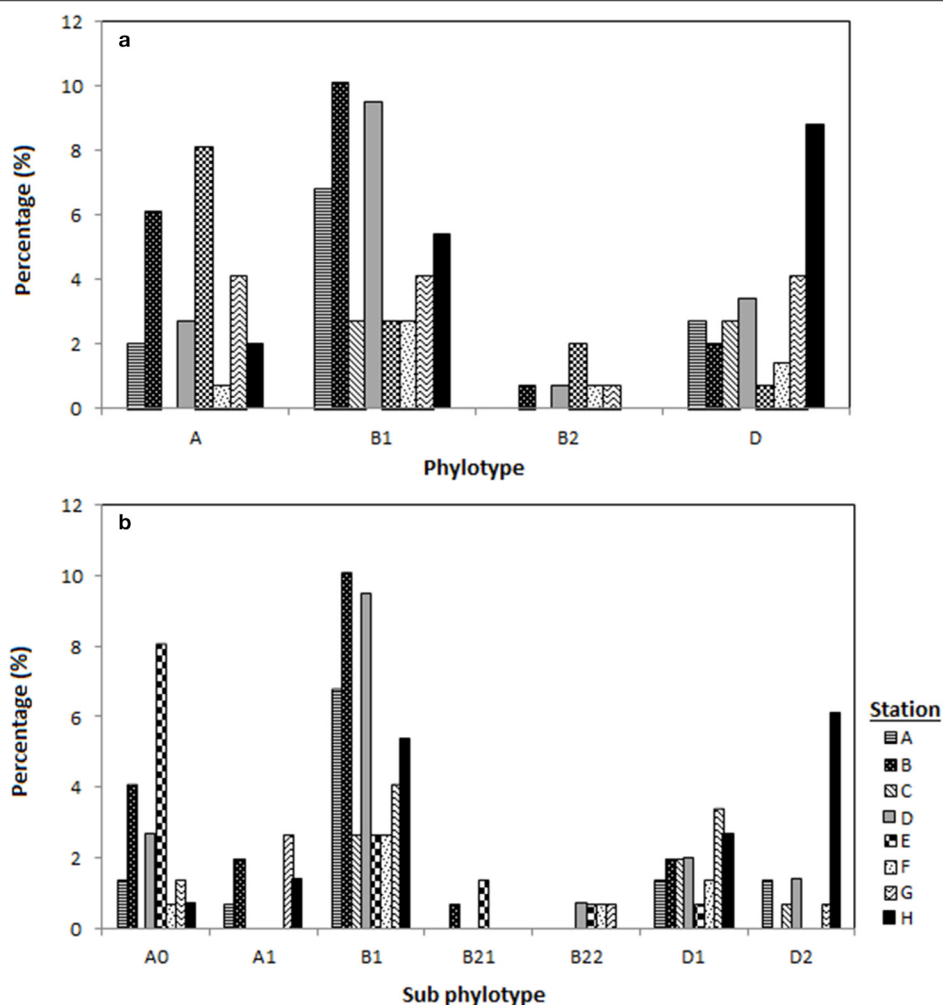 a
12
10
8
6
4
2
0
Percentage (%)
A B1 B2 D
Phylotype
b
12
10
8
6
4
2
0
Percentage (%)
A0 A1 B1 B21 B22 D1 D2
Sub phylotype
Station
A
B
C
D
E
F
G
H